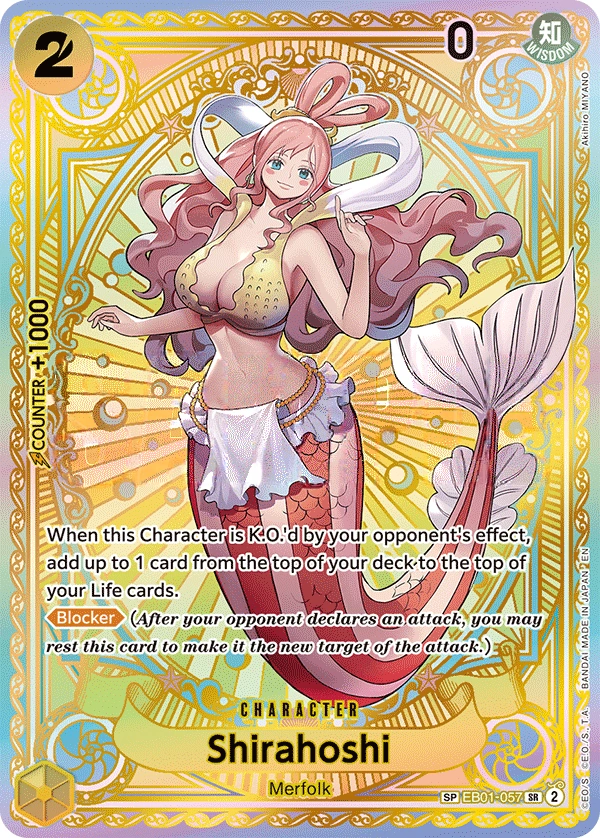 2
0
知
WISDOM
Akihiro MIYANO
COUNTER +1000
When this Character is K.O.'d by your opponent's effect,
add up to 1 card from the top of your deck to the top of
your Life cards.
Blocker (After your opponent declares an attack, you may
rest this card to make it the new target of the attack.)
CHARACTER
Shirahoshi
Merfolk
SP EB01-057 SR 2
©E.O./S. ©E.O./S., T.A. BANDAI MADE IN JAPAN EN